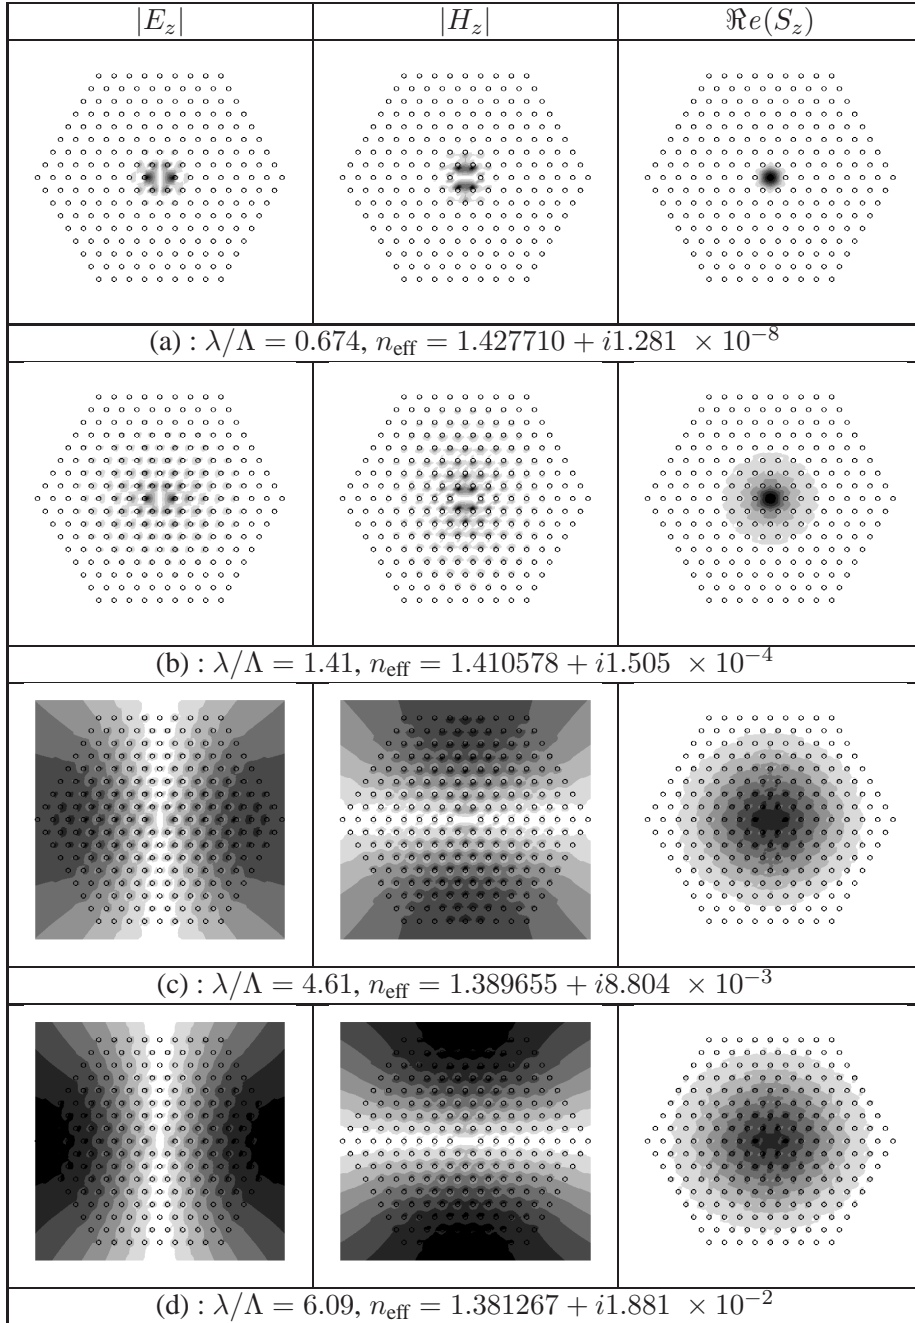 |E_z| |H_z| ℜe(S_z)
(a) : λ/Λ = 0.674, n_eff = 1.427710 + i1.281 × 10^−8
(b) : λ/Λ = 1.41, n_eff = 1.410578 + i1.505 × 10^−4
(c) : λ/Λ = 4.61, n_eff = 1.389655 + i8.804 × 10^−3
(d) : λ/Λ = 6.09, n_eff = 1.381267 + i1.881 × 10^−2